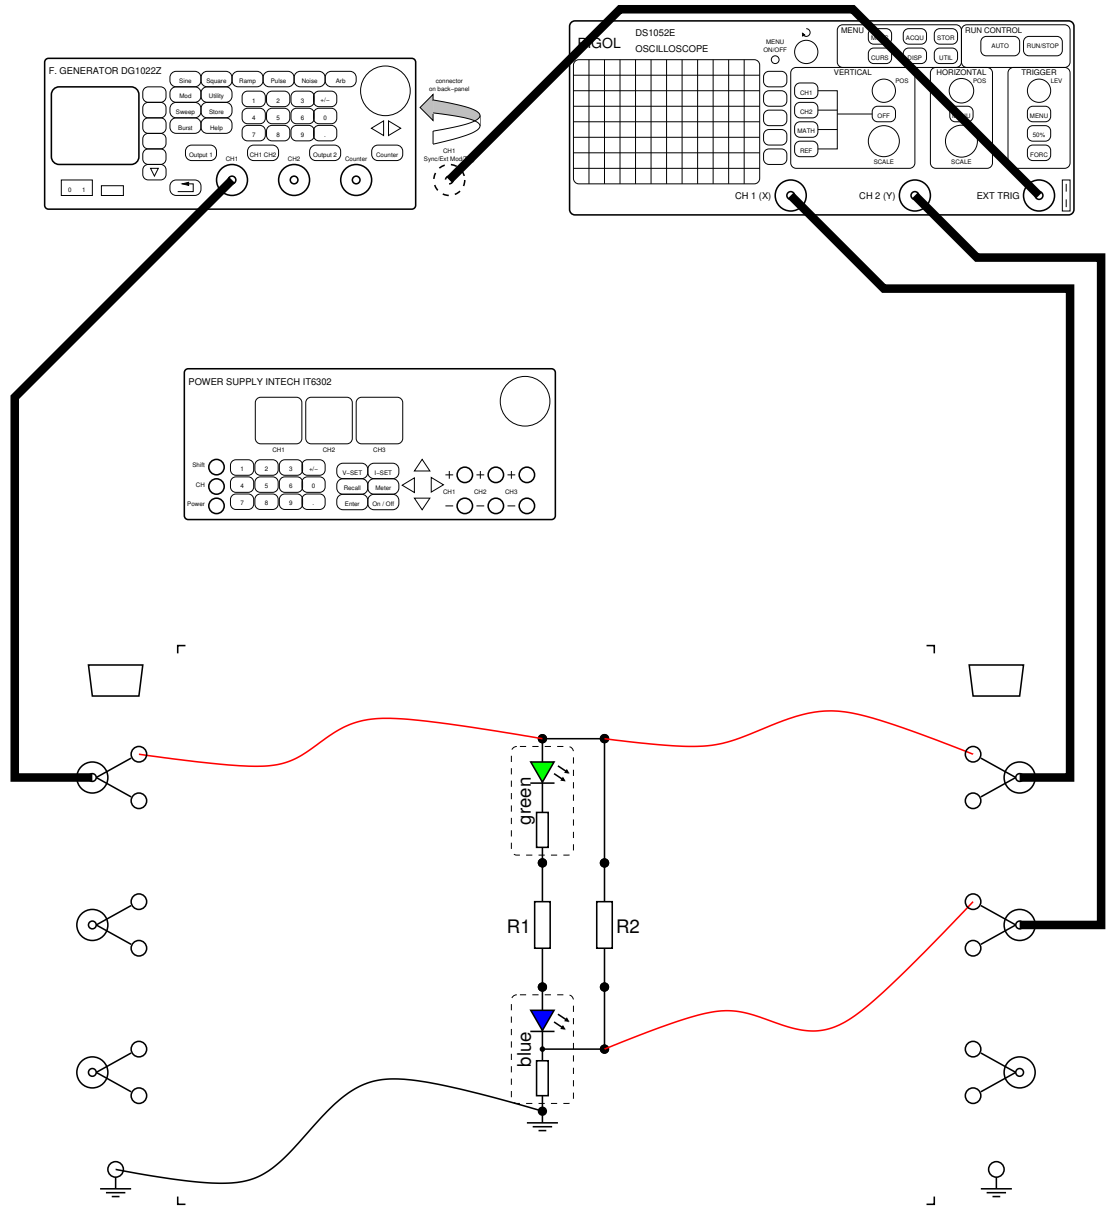 F. GENERATOR DG1022Z
Sine Square Ramp Pulse Noise Arb
Mod Utility
Sweep Store
Burst Help
1 2 3 +/−
4 5 6 0
7 8 9 .
Output 1 CH1 CH2 Output 2 Counter
CH1 CH2 Counter
0 1
connector
on back−panel
CH1
Sync/Ext Mod/
DS1052E
RIGOL
OSCILLOSCOPE
MENU
ON/OFF
MENU
ACQU STOR
CURS DISP UTIL
RUN CONTROL
AUTO RUN/STOP
VERTICAL
POS
CH1
CH2
MATH
REF
OFF
SCALE
HORIZONTAL
POS
MENU
SCALE
TRIGGER
LEV
MENU
50%
FORC
CH 1 (X) CH 2 (Y) EXT TRIG
POWER SUPPLY INTECH IT6302
CH1 CH2 CH3
Shift
CH
Power
1 2 3 +/−
4 5 6 0
7 8 9 .
V−SET I−SET
Recall Meter
Enter On / Off
+ + +
CH1 CH2 CH3
− − −
green
R1 R2
blue